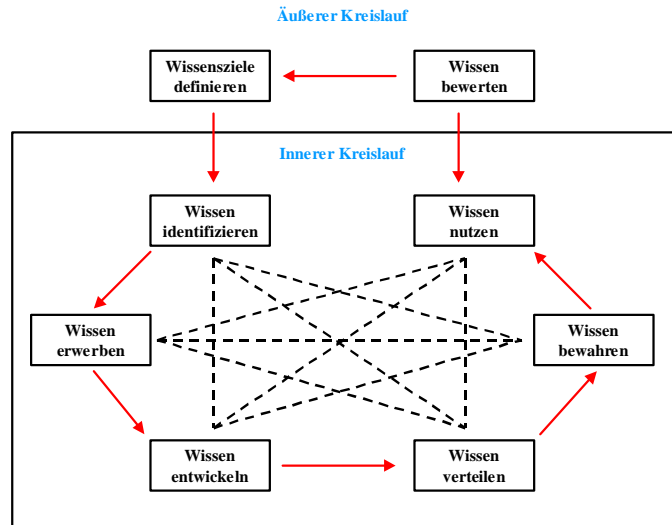 Äußerer Kreislauf
Wissensziele
definieren
Wissen
bewerten
Innerer Kreislauf
Wissen
identifizieren
Wissen
nutzen
Wissen
erwerben
Wissen
bewahren
Wissen
entwickeln
Wissen
verteilen